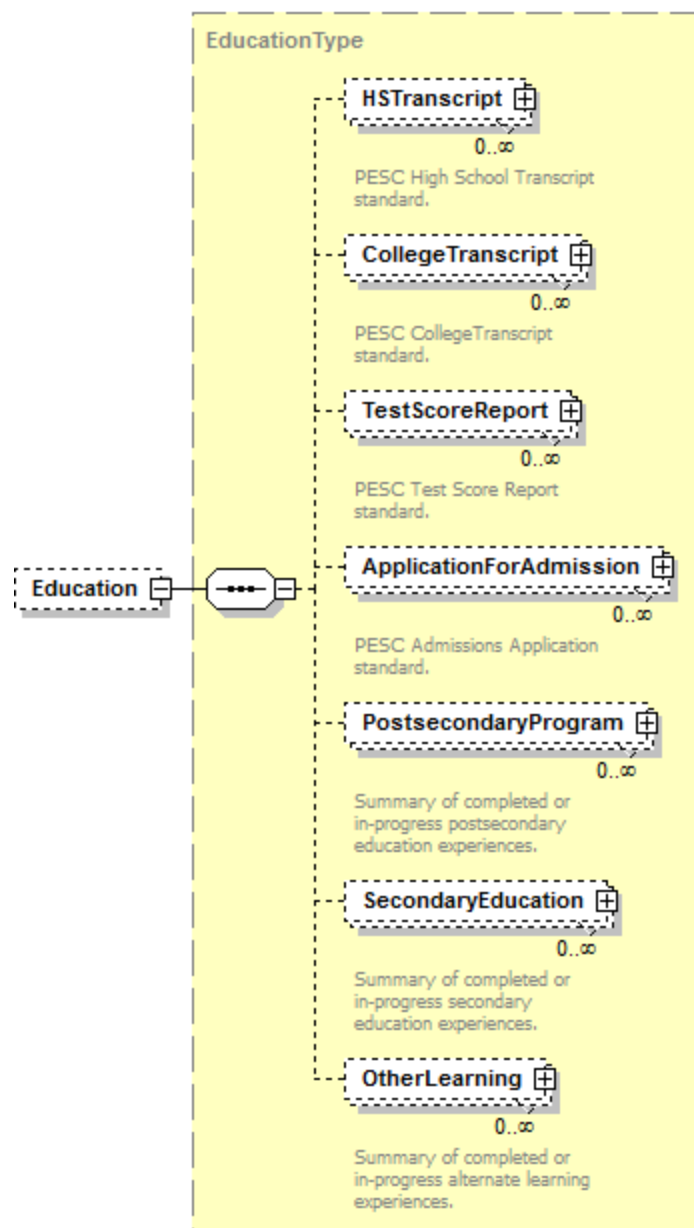 EducationType
HSTranscript
0..∞
PESC High School Transcript
standard.
CollegeTranscript
0..∞
PESC CollegeTranscript
standard.
TestScoreReport
0..∞
PESC Test Score Report
standard.
Education
ApplicationForAdmission
0..∞
PESC Admissions Application
standard.
PostsecondaryProgram
0..∞
Summary of completed or
in-progress postsecondary
education experiences.
SecondaryEducation
0..∞
Summary of completed or
in-progress secondary
education experiences.
OtherLearning
0..∞
Summary of completed or
in-progress alternate learning
experiences.